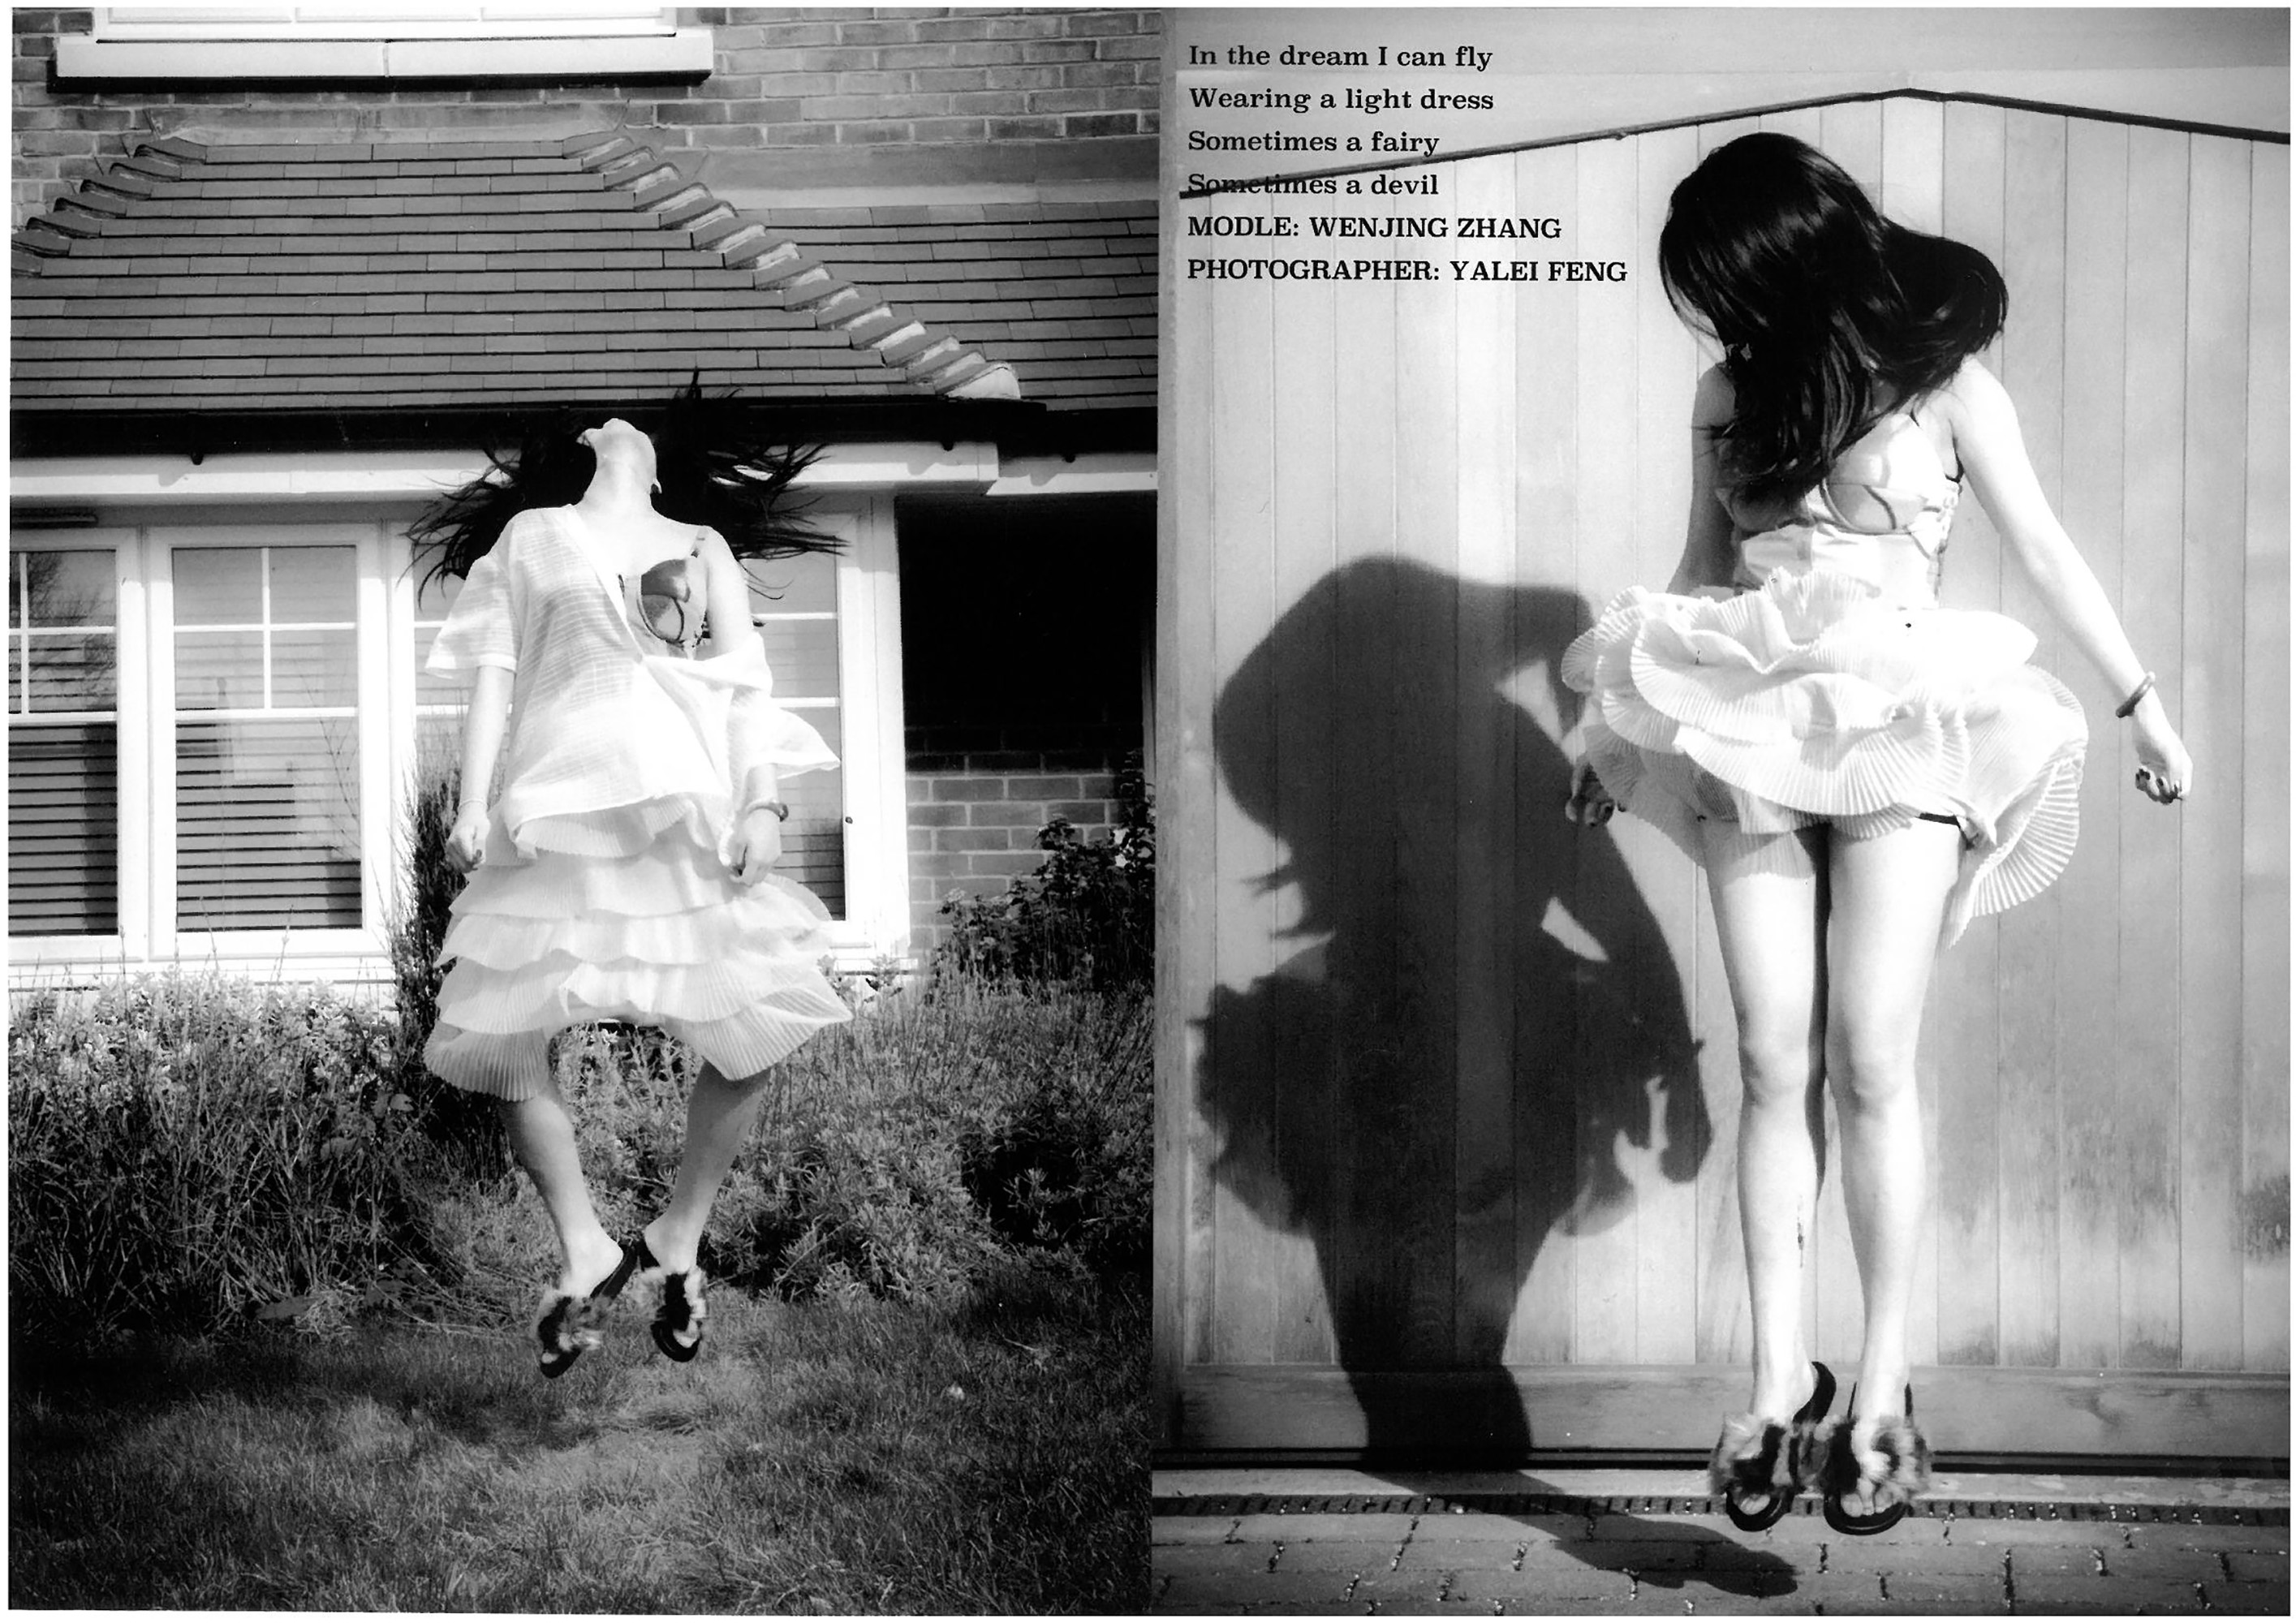 In the dream I can fly
Wearing a light dress
Sometimes a fairy
Sometimes a devil
MODLE: WENJING ZHANG
PHOTOGRAPHER: YALEI FENG